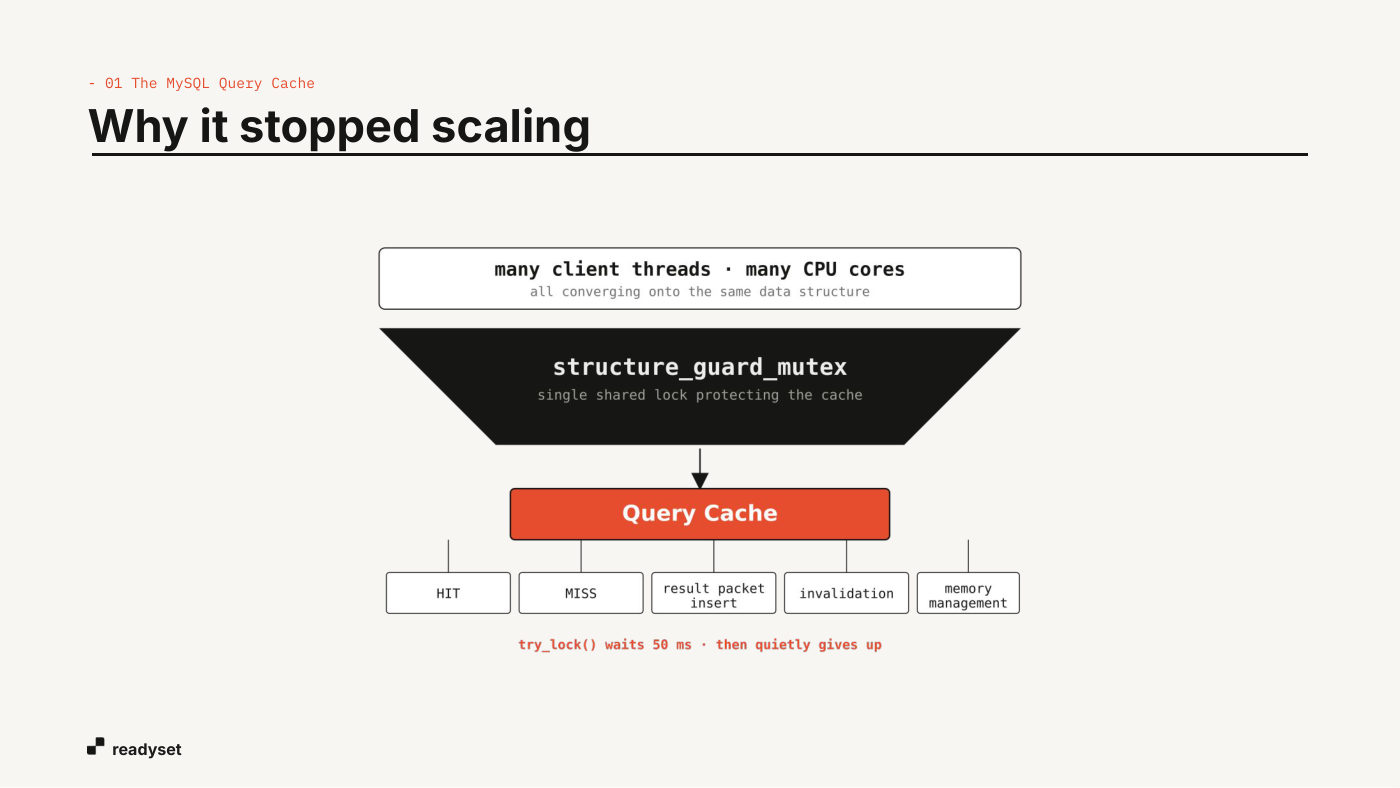 - 01 The MySQL Query Cache
Why it stopped scaling
many client threads · many CPU cores
all converging onto the same data structure
structure_guard_mutex
single shared lock protecting the cache
Query Cache
HIT
MISS
result packet
insert
invalidation
memory
management
try_lock() waits 50 ms · then quietly gives up
readyset